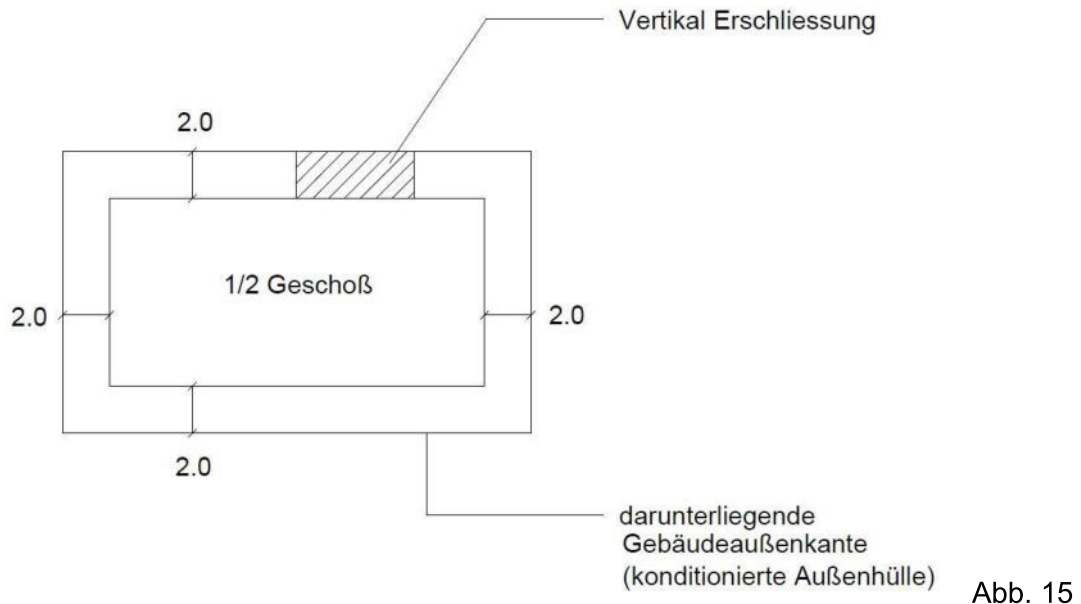 Vertikal Erschliessung
2.0
1/2 Geschoß
2.0
2.0
2.0
darunterliegende
Gebäudeaußenkante
(konditionierte Außenhülle)
Abb. 15